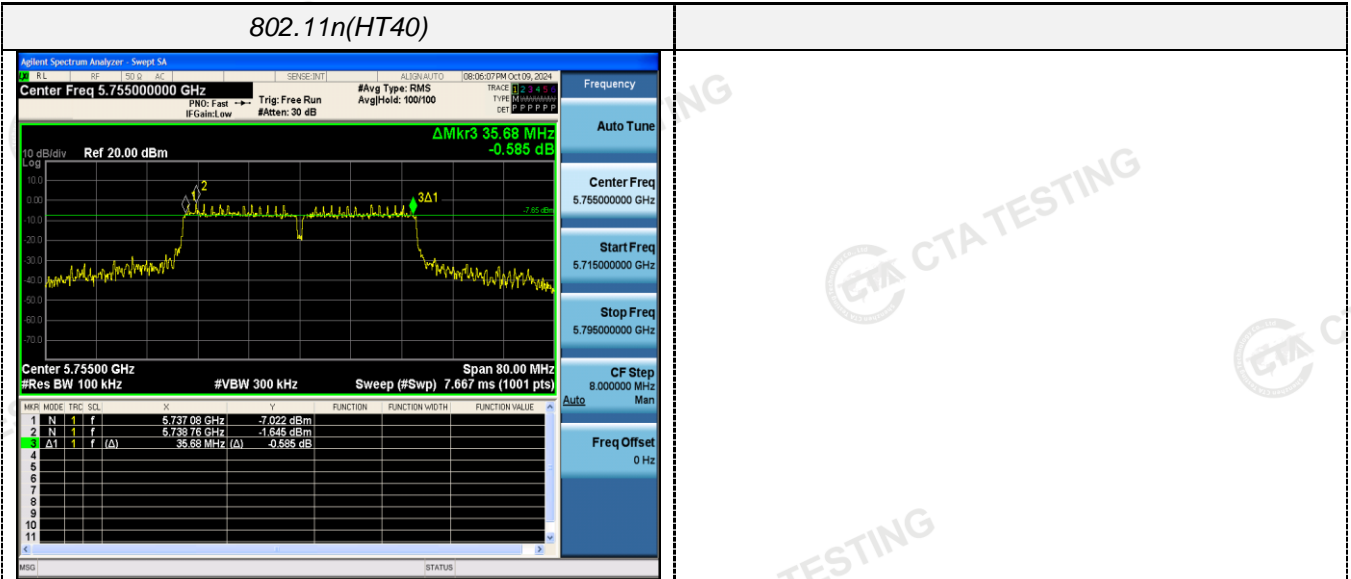 802.11n(HT40)
Agilent Spectrum Analyzer - Swept SA
LXI RL RF 50 Ω AC SENSE:INT ALIGNAUTO 08:06:07 PM Oct 09, 2024
Center Freq 5.755000000 GHz
#Avg Type: RMS
TRACE 1 2 3 4 5 6
PNO: Fast Trig: Free Run Avg|Hold: 100/100
TYPE M WWWWW
IFGain:Low #Atten: 30 dB
DET P P P P P P
ΔMkr3 35.68 MHz
-0.585 dB
10 dB/div Ref 20.00 dBm
Log
10.0
0.00
-10.0
-20.0
-30.0
-40.0
-50.0
-60.0
-70.0
1
2
3Δ1
-7.65 dBm
Center 5.75500 GHz Span 80.00 MHz
#Res BW 100 kHz #VBW 300 kHz Sweep (#Swp) 7.667 ms (1001 pts)
MKR MODE TRC SCL X Y FUNCTION FUNCTION WIDTH FUNCTION VALUE
1 N 1 f 5.737 08 GHz -7.022 dBm
2 N 1 f 5.738 76 GHz -1.645 dBm
3 Δ1 1 f (Δ) 35.68 MHz (Δ) -0.585 dB
4
5
6
7
8
9
10
11
MSG STATUS
Frequency
Auto Tune
Center Freq
5.755000000 GHz
Start Freq
5.715000000 GHz
Stop Freq
5.795000000 GHz
CF Step
8.000000 MHz
Auto Man
Freq Offset
0 Hz
ING
CTA TESTING
CTA
C
TESTING